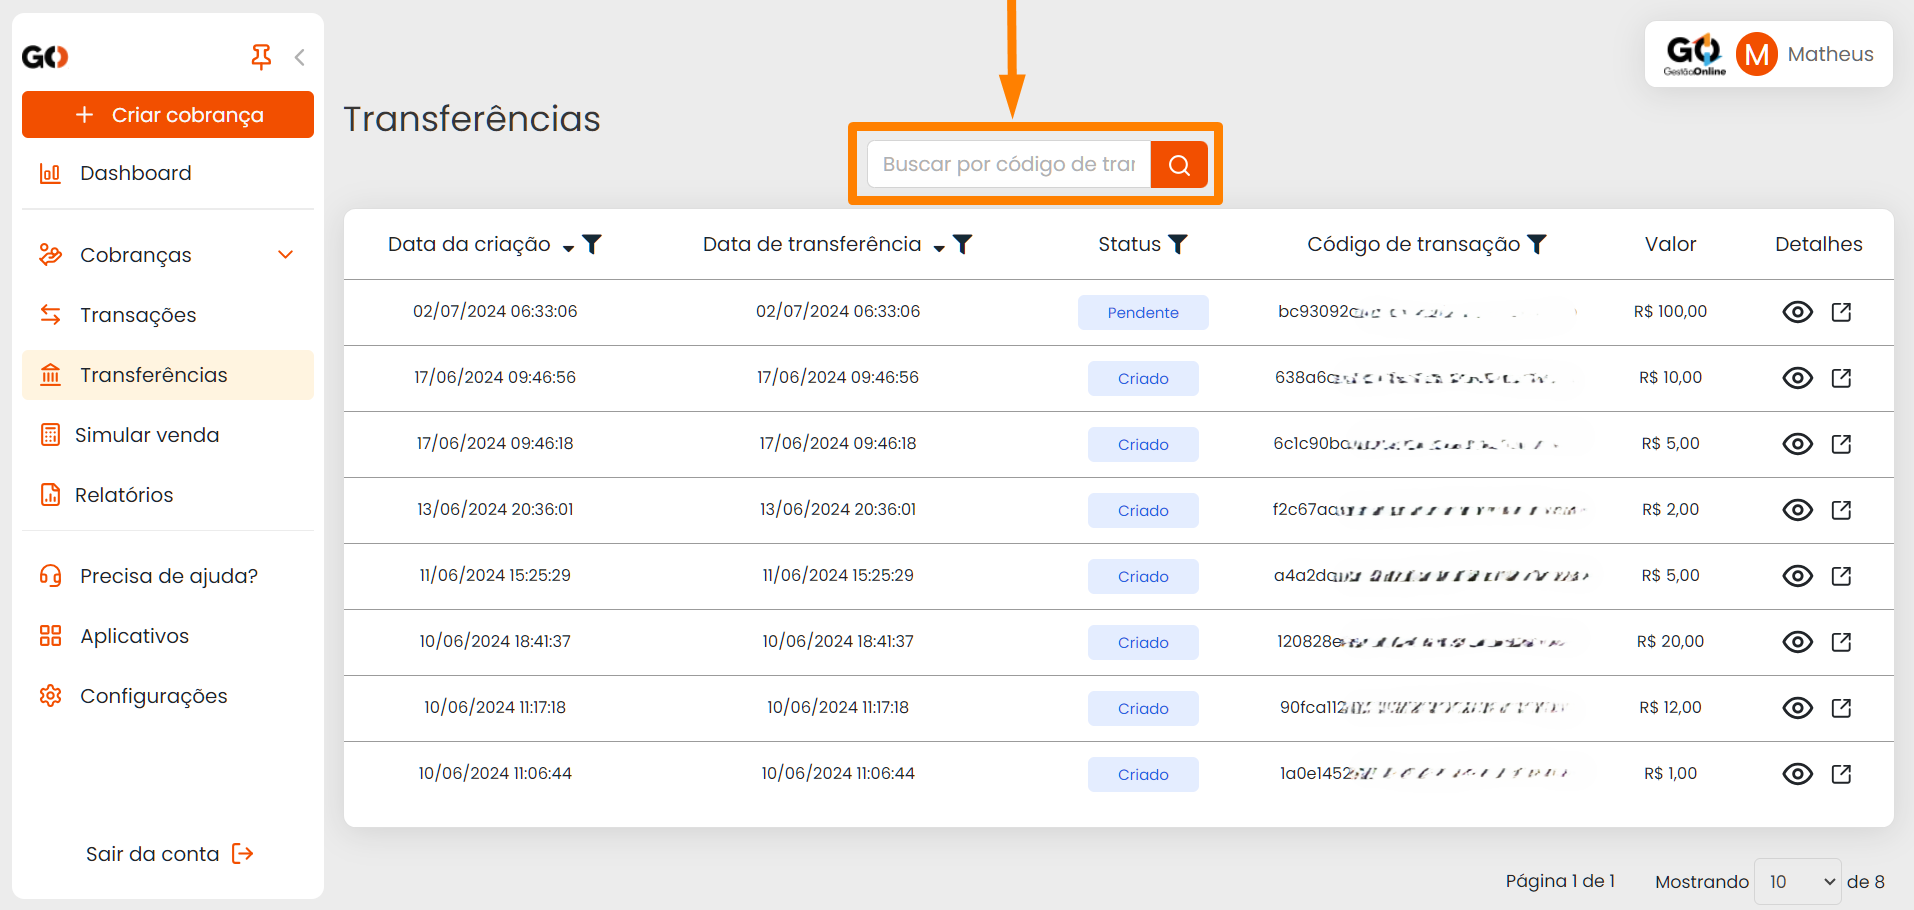 GO
Criar cobrança
Dashboard
Cobranças
Transações
Transferências
Simular venda
Relatórios
Precisa de ajuda?
Aplicativos
Configurações
Sair da conta
GO
GestãoOnline
M
Matheus
Transferências
Buscar por código de trar
Data da criação Data de transferência Status Código de transação Valor Detalhes
02/07/2024 06:33:06 02/07/2024 06:33:06 Pendente bc93092c R$ 100,00
17/06/2024 09:46:56 17/06/2024 09:46:56 Criado 638a6c R$ 10,00
17/06/2024 09:46:18 17/06/2024 09:46:18 Criado 6c1c90b R$ 5,00
13/06/2024 20:36:01 13/06/2024 20:36:01 Criado f2c67a R$ 2,00
11/06/2024 15:25:29 11/06/2024 15:25:29 Criado a4a2d R$ 5,00
10/06/2024 18:41:37 10/06/2024 18:41:37 Criado 120828e R$ 20,00
10/06/2024 11:17:18 10/06/2024 11:17:18 Criado 90fca112 R$ 12,00
10/06/2024 11:06:44 10/06/2024 11:06:44 Criado 1a0e1452 R$ 1,00
Página 1 de 1 Mostrando 10 de 8